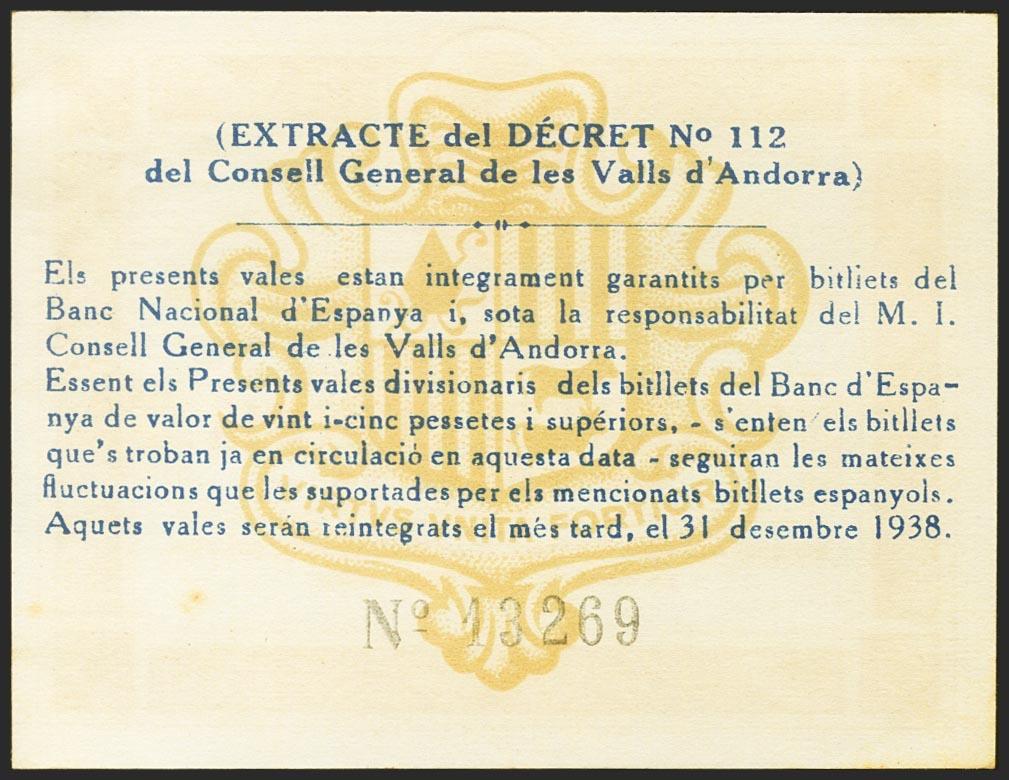 (EXTRACTE del DÉCRET Nº 112
del Consell General de les Valls d'Andorra)
Els presents vales estan integrament garantits per bitllets del
Banc Nacional d'Espanya i, sota la responsabilitat del M. I.
Consell General de les Valls d'Andorra.
Essent els Presents vales divisionaris dels bitllets del Banc d'Espa-
nya de valor de vint i-cinc pessetes i supériors, - s'enten els bitllets
que's troban ja en circulació en aquesta data - seguiran les mateixes
fluctuacions que les suportades per els mencionats bitllets espanyols.
Aquets vales serán reintegrats el més tard, el 31 desembre 1938.
VIRTVS VNITA FORTIOR
Nº 13269